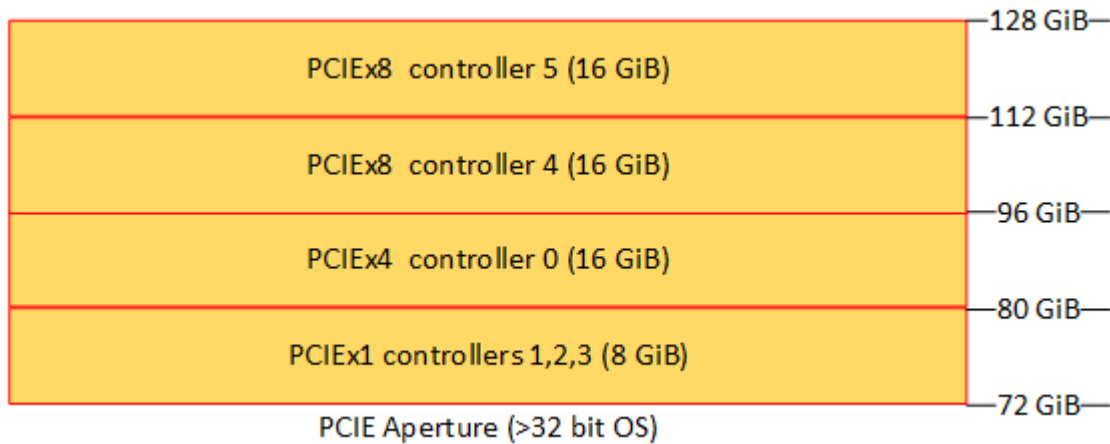 128 GiB
PCIEx8 controller 5 (16 GiB)
112 GiB
PCIEx8 controller 4 (16 GiB)
96 GiB
PCIEx4 controller 0 (16 GiB)
80 GiB
PCIEx1 controllers 1,2,3 (8 GiB)
72 GiB
PCIE Aperture (>32 bit OS)